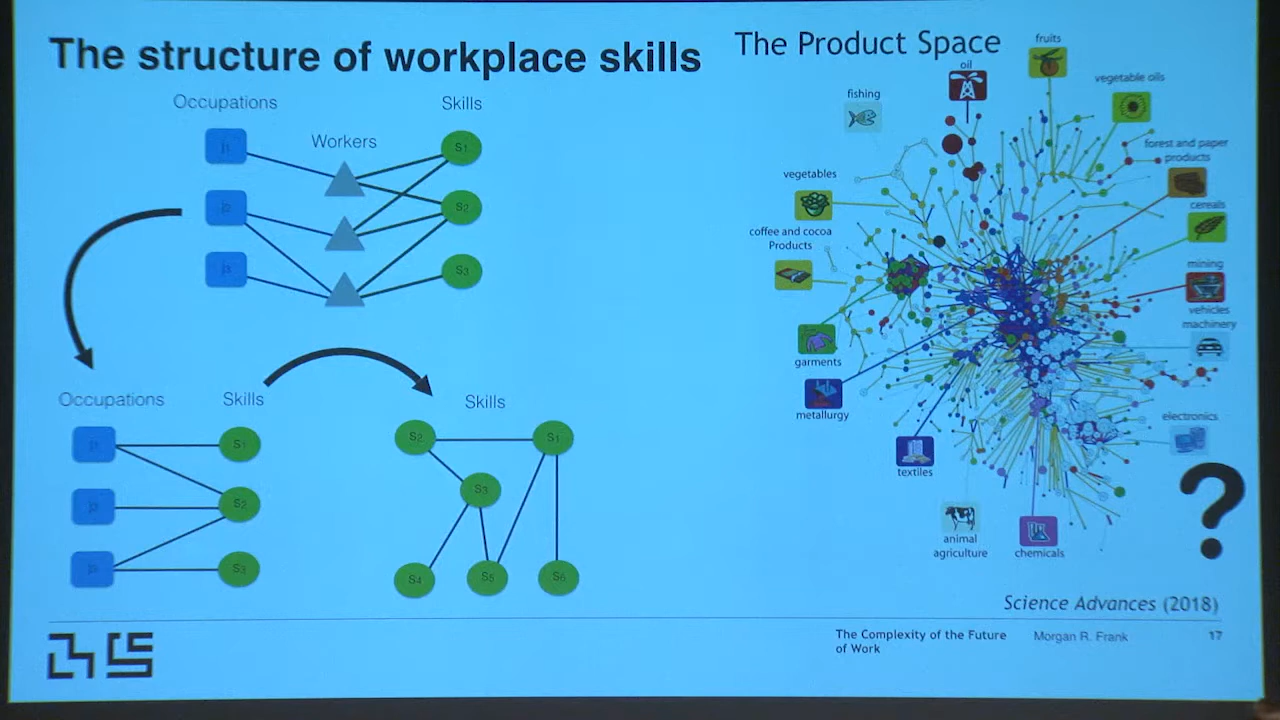 The structure of workplace skills
The Product Space
Occupations
Workers
Skills
j1
j2
j3
S1
S2
S3
Occupations
Skills
S1
S2
S3
Skills
S2
S1
S3
S4
S5
S6
fruits
oil
vegetable oils
fishing
forest and paper
products
vegetables
cereals
coffee and cocoa
Products
mining
vehicles
machinery
garments
metallurgy
electronics
textiles
animal
agriculture
chemicals
?
Science Advances (2018)
The Complexity of the Future
of Work
Morgan R. Frank
17